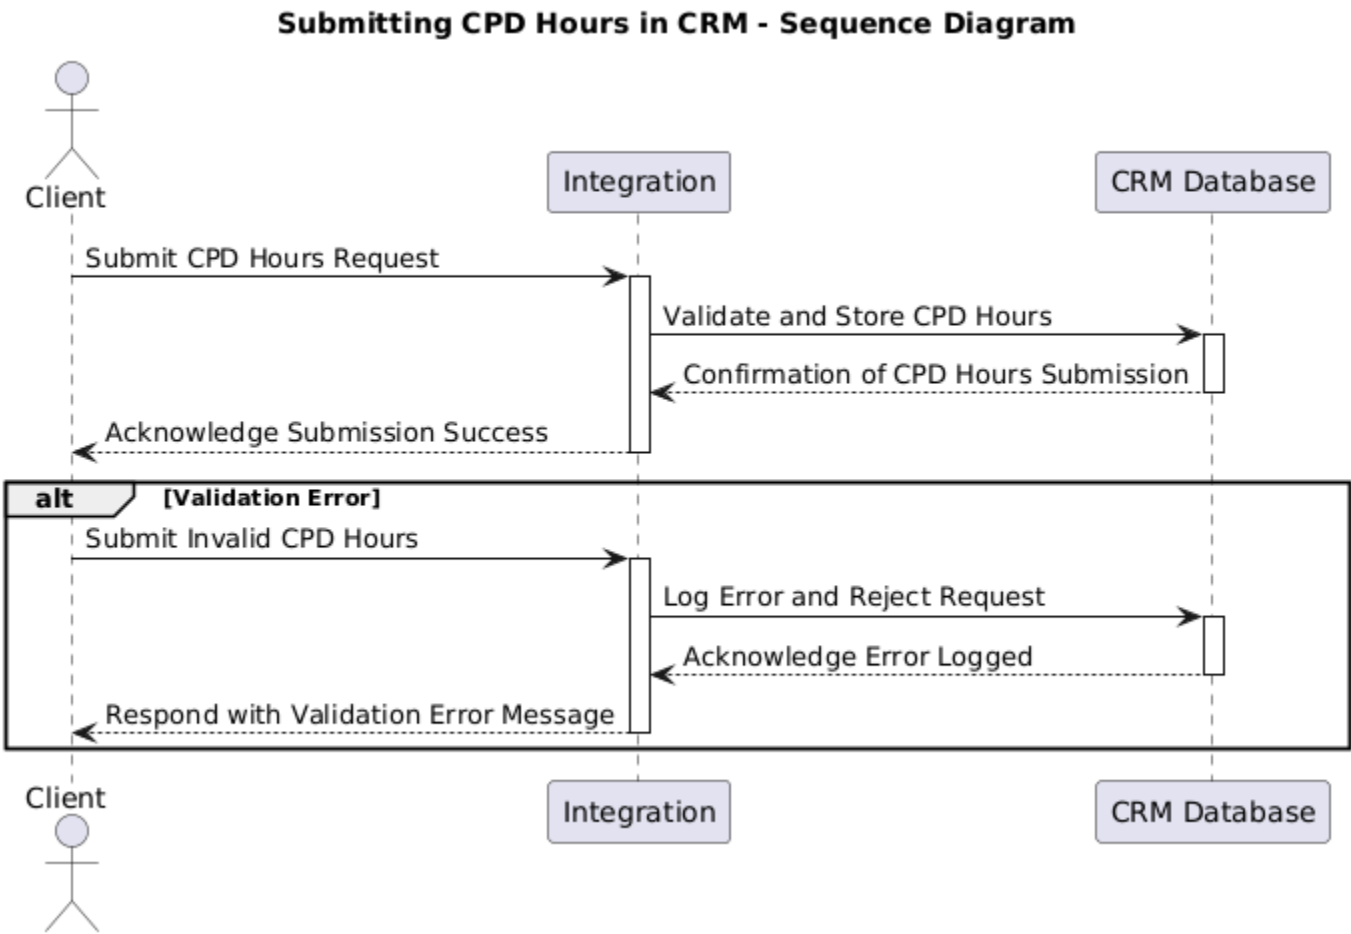 Submitting CPD Hours in CRM - Sequence Diagram
Client
Integration
CRM Database
Submit CPD Hours Request
Validate and Store CPD Hours
Confirmation of CPD Hours Submission
Acknowledge Submission Success
alt [Validation Error]
Submit Invalid CPD Hours
Log Error and Reject Request
Acknowledge Error Logged
Respond with Validation Error Message
Client
Integration
CRM Database